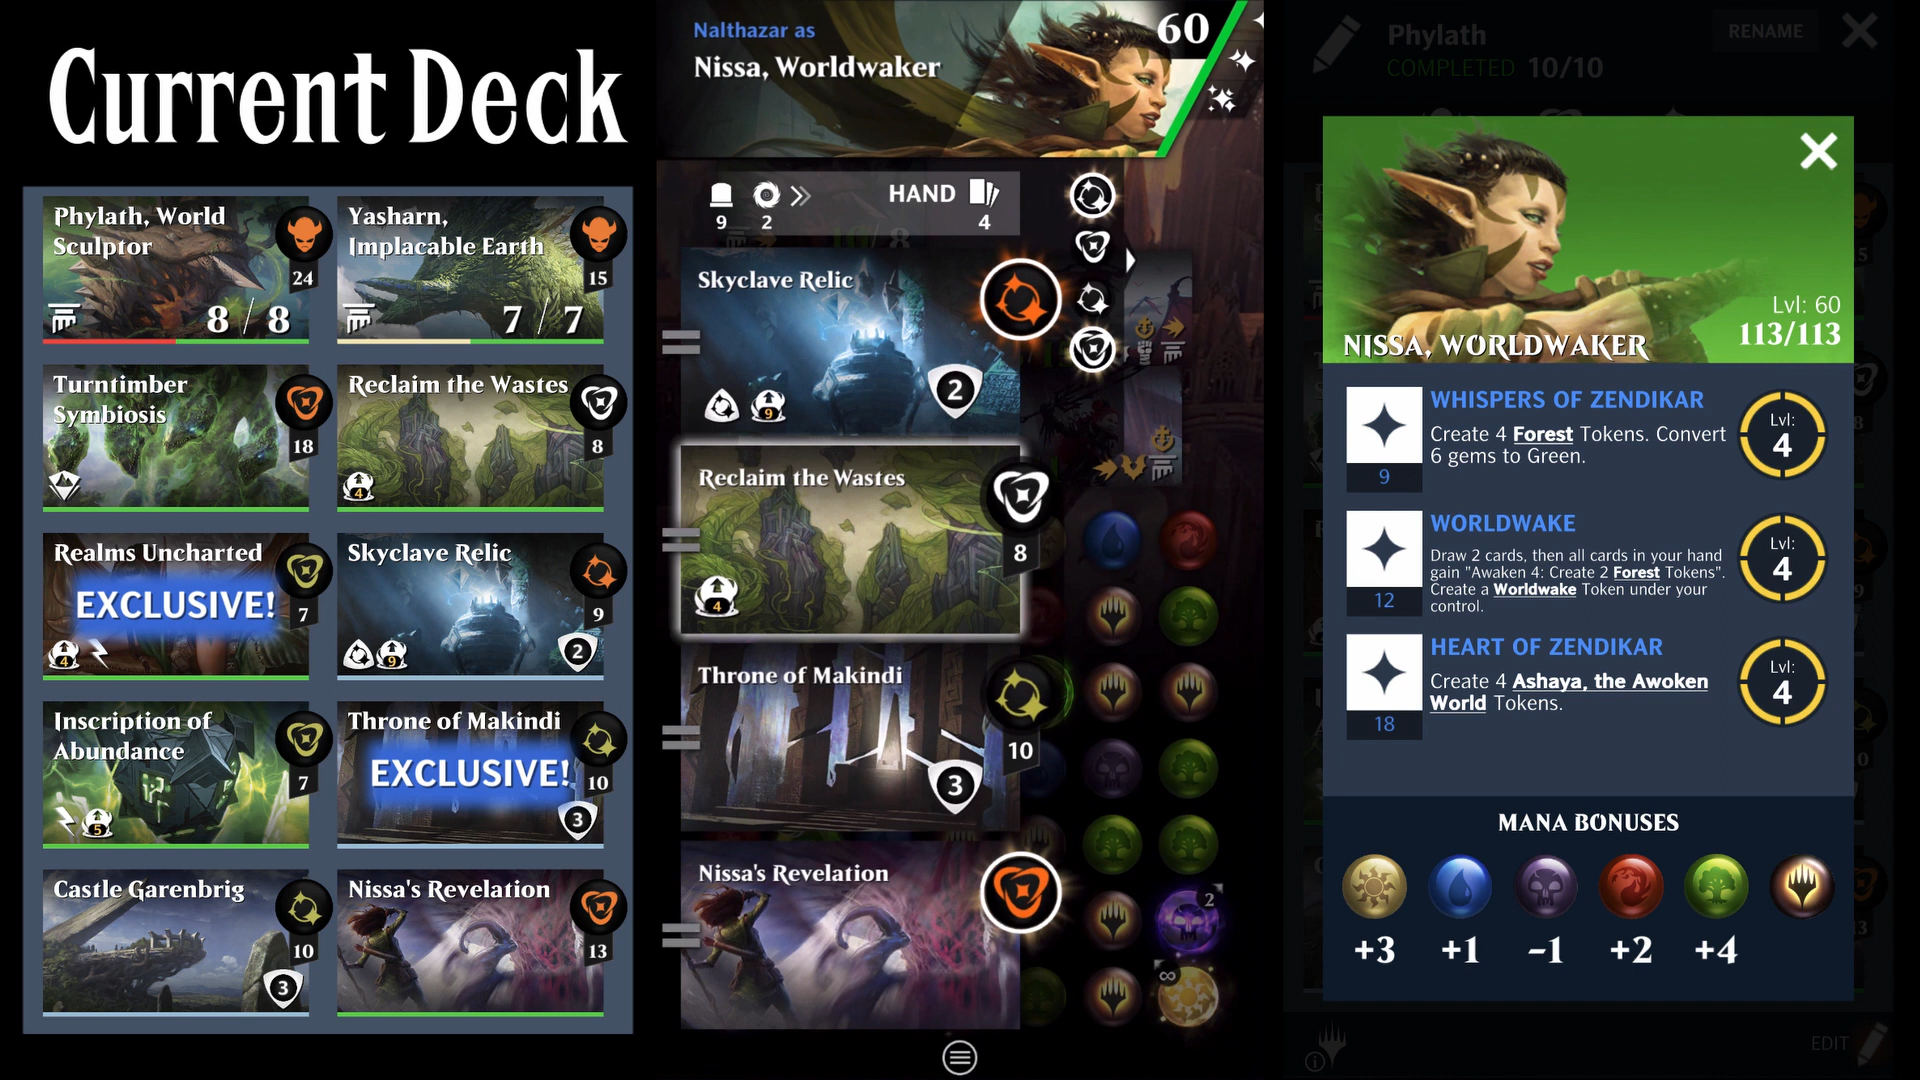 Current Deck
Phylath, World
Sculptor
24
8 / 8
Yasharn,
Implacable Earth
15
7 / 7
Turntimber
Symbiosis
18
Reclaim the Wastes
8
4
Realms Uncharted
EXCLUSIVE!
7
4
Skyclave Relic
9
9
2
Inscription of
Abundance
7
5
Throne of Makindi
EXCLUSIVE!
10
3
Castle Garenbrig
10
3
Nissa's Revelation
13
Nalthazar as
Nissa, Worldwaker
60
HAND
9
2
4
Skyclave Relic
9
2
Reclaim the Wastes
8
4
Throne of Makindi
10
3
Nissa's Revelation
2
∞
Phylath
RENAME
COMPLETED 10/10
Lvl: 60
NISSA, WORLDWAKER
113/113
WHISPERS OF ZENDIKAR
Create 4 Forest Tokens. Convert
6 gems to Green.
9
Lvl:
4
WORLDWAKE
Draw 2 cards, then all cards in your hand
gain "Awaken 4: Create 2 Forest Tokens".
Create a Worldwake Token under your
control.
12
Lvl:
4
HEART OF ZENDIKAR
Create 4 Ashaya, the Awoken
World Tokens.
18
Lvl:
4
MANA BONUSES
+3
+1
-1
+2
+4
EDIT